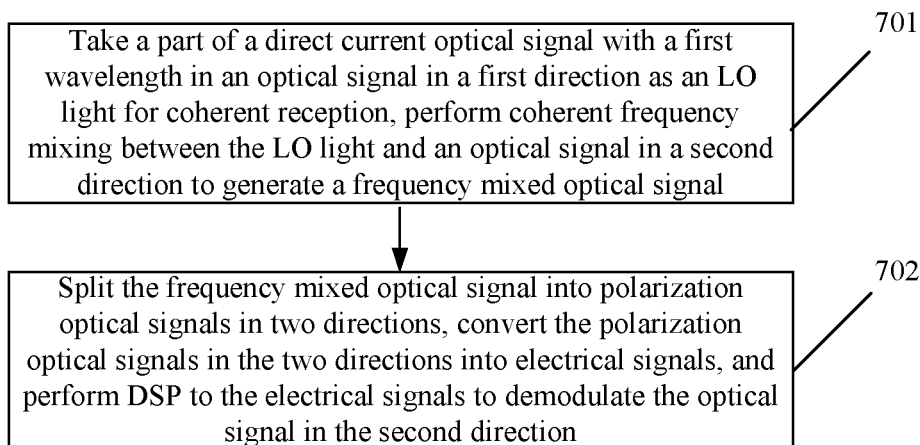 701
Take a part of a direct current optical signal with a first
wavelength in an optical signal in a first direction as an LO
light for coherent reception, perform coherent frequency
mixing between the LO light and an optical signal in a second
direction to generate a frequency mixed optical signal
702
Split the frequency mixed optical signal into polarization
optical signals in two directions, convert the polarization
optical signals in the two directions into electrical signals, and
perform DSP to the electrical signals to demodulate the optical
signal in the second direction